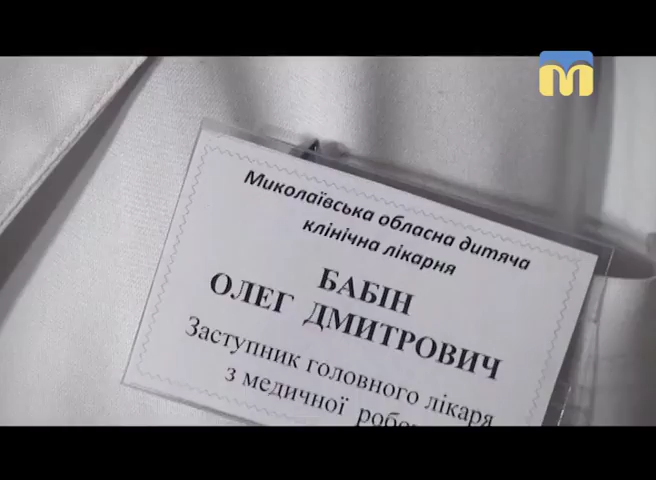 М
Миколаївська обласна дитяча
клінічна лікарня
БАБІН
ОЛЕГ ДМИТРОВИЧ
Заступник головного лікаря
з медичної